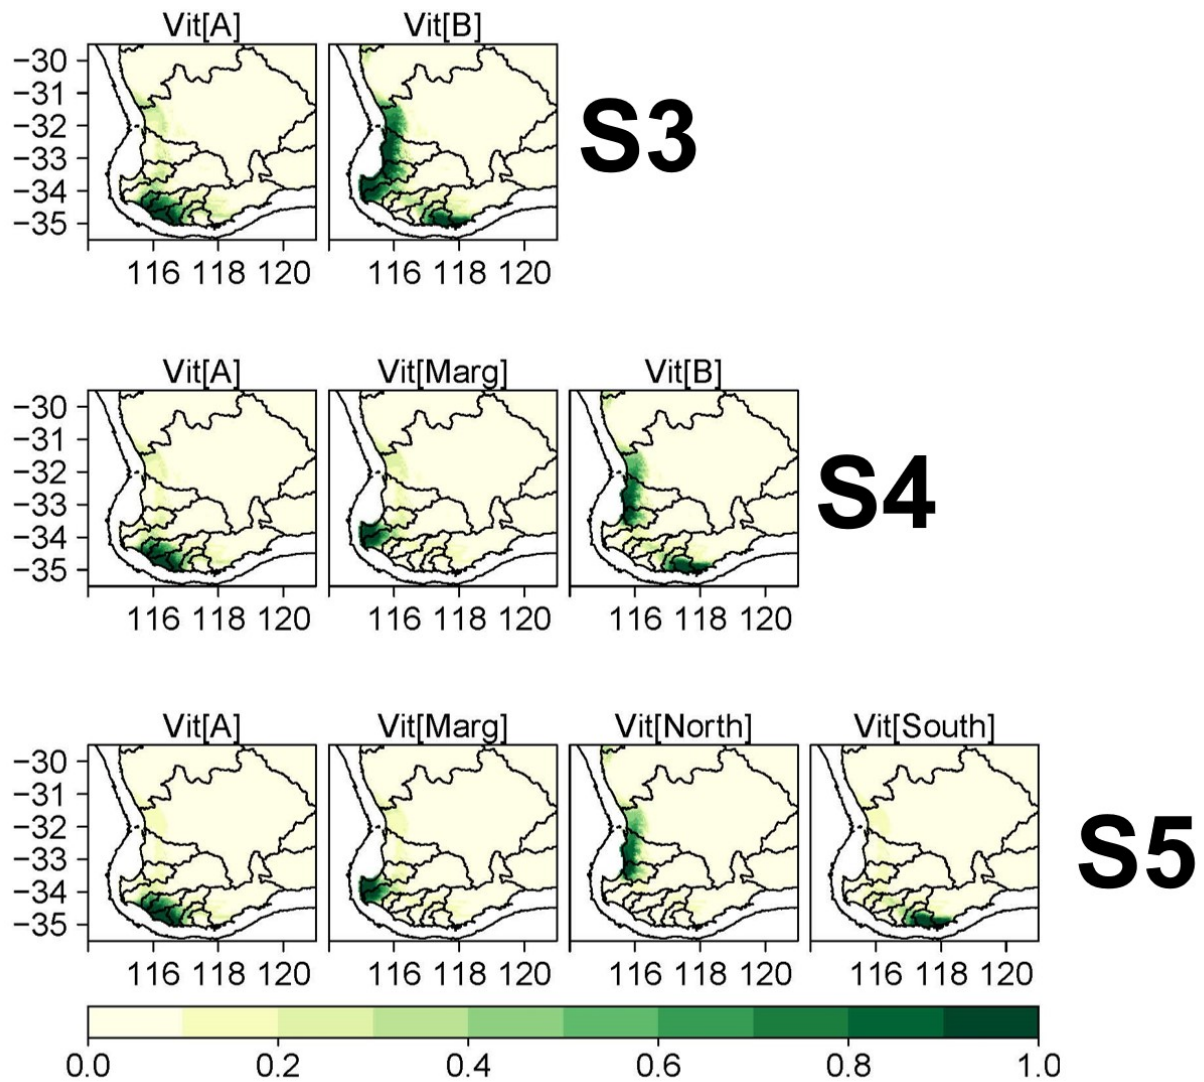 Vit[A] Vit[B]
−30
−31
−32
−33
−34
−35
S3
116 118 120 116 118 120
Vit[A] Vit[Marg] Vit[B]
−30
−31
−32
−33
−34
−35
S4
116 118 120 116 118 120 116 118 120
Vit[A] Vit[Marg] Vit[North] Vit[South]
−30
−31
−32
−33
−34
−35
S5
116 118 120 116 118 120 116 118 120 116 118 120
0.0 0.2 0.4 0.6 0.8 1.0